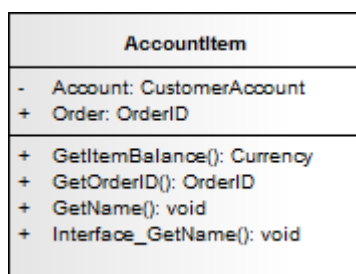 AccountItem
- Account: CustomerAccount
+ Order: OrderID
+ GetItemBalance(): Currency
+ GetOrderID(): OrderID
+ GetName(): void
+ Interface_GetName(): void